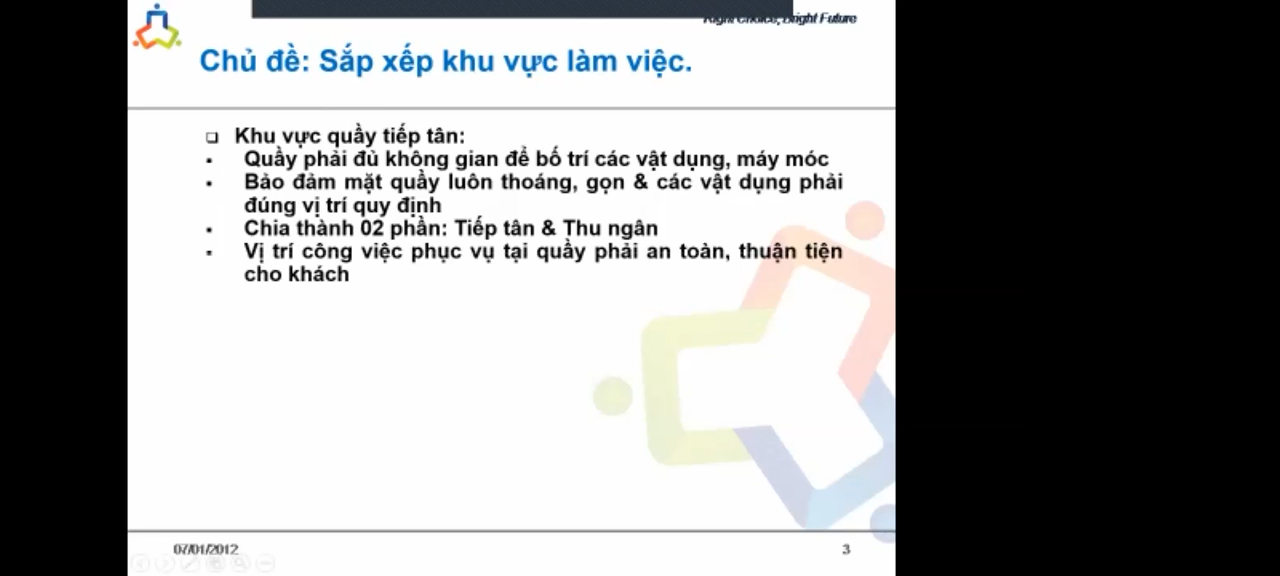 Right Choice, Bright Future
Chủ đề: Sắp xếp khu vực làm việc.
❑ Khu vực quầy tiếp tân:
▪ Quầy phải đủ không gian để bố trí các vật dụng, máy móc
▪ Bảo đảm mặt quầy luôn thoáng, gọn & các vật dụng phải
đúng vị trí quy định
▪ Chia thành 02 phần: Tiếp tân & Thu ngân
▪ Vị trí công việc phục vụ tại quầy phải an toàn, thuận tiện
cho khách
07/01/2012
3